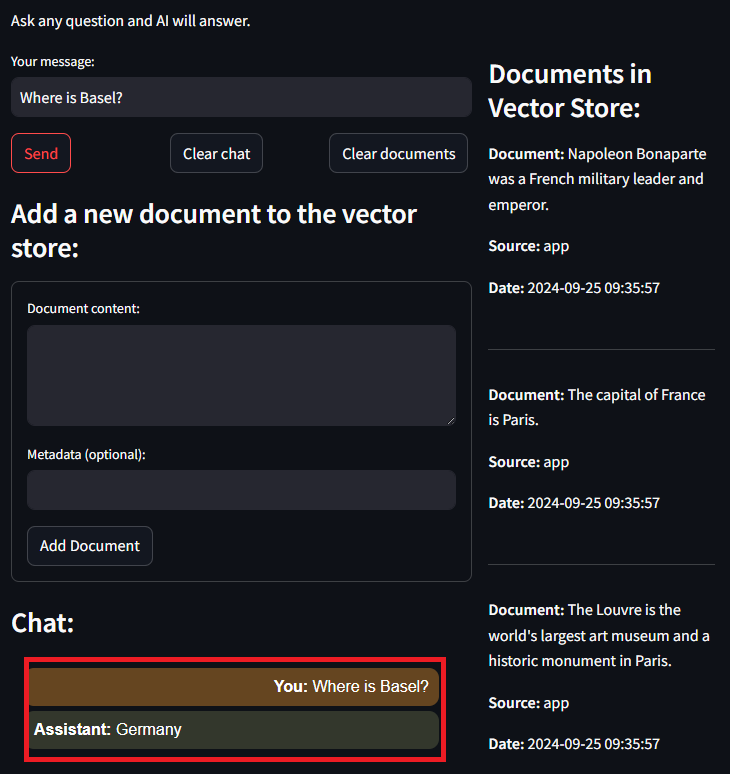 Ask any question and AI will answer.
Your message:
Where is Basel?
Send
Clear chat
Clear documents
Add a new document to the vector
store:
Document content:
Metadata (optional):
Add Document
Chat:
You: Where is Basel?
Assistant: Germany
Documents in
Vector Store:
Document: Napoleon Bonaparte
was a French military leader and
emperor.
Source: app
Date: 2024-09-25 09:35:57
Document: The capital of France
is Paris.
Source: app
Date: 2024-09-25 09:35:57
Document: The Louvre is the
world's largest art museum and a
historic monument in Paris.
Source: app
Date: 2024-09-25 09:35:57